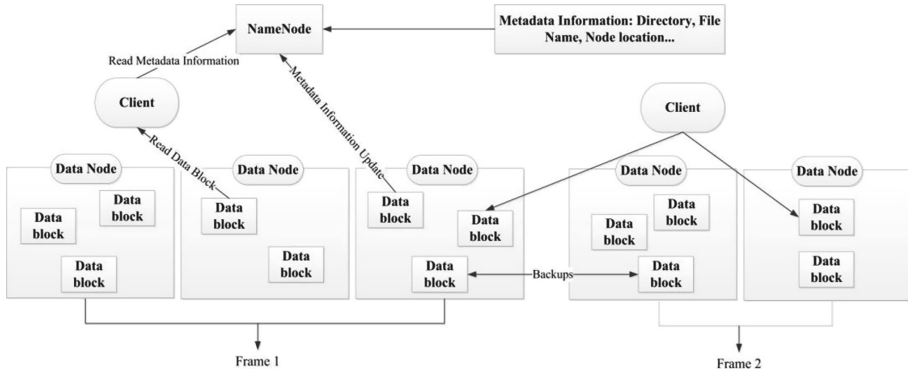 NameNode
Metadata Information: Directory, File
Name, Node location...
Read Metadata Information
Client
Metadata Information Update
Client
Read Data Block
Data Node
Data Node
Data Node
Data Node
Data Node
Data
block
Data
block
Data
block
Data
block
Data
block
Data
block
Data
block
Data
block
Data
block
Data
block
Data
block
Data
block
Data
block
Backups
Frame 1
Frame 2